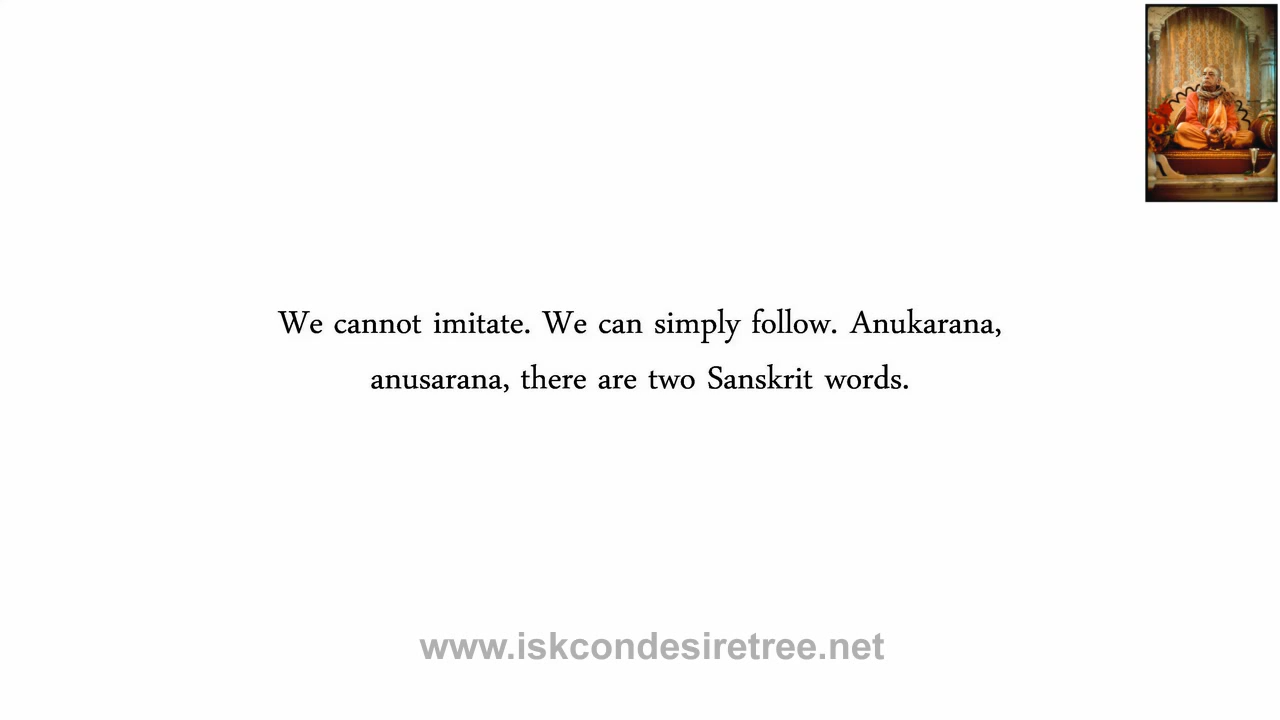 We cannot imitate. We can simply follow. Anukarana,
anusarana, there are two Sanskrit words.
www.iskcondesiretree.net